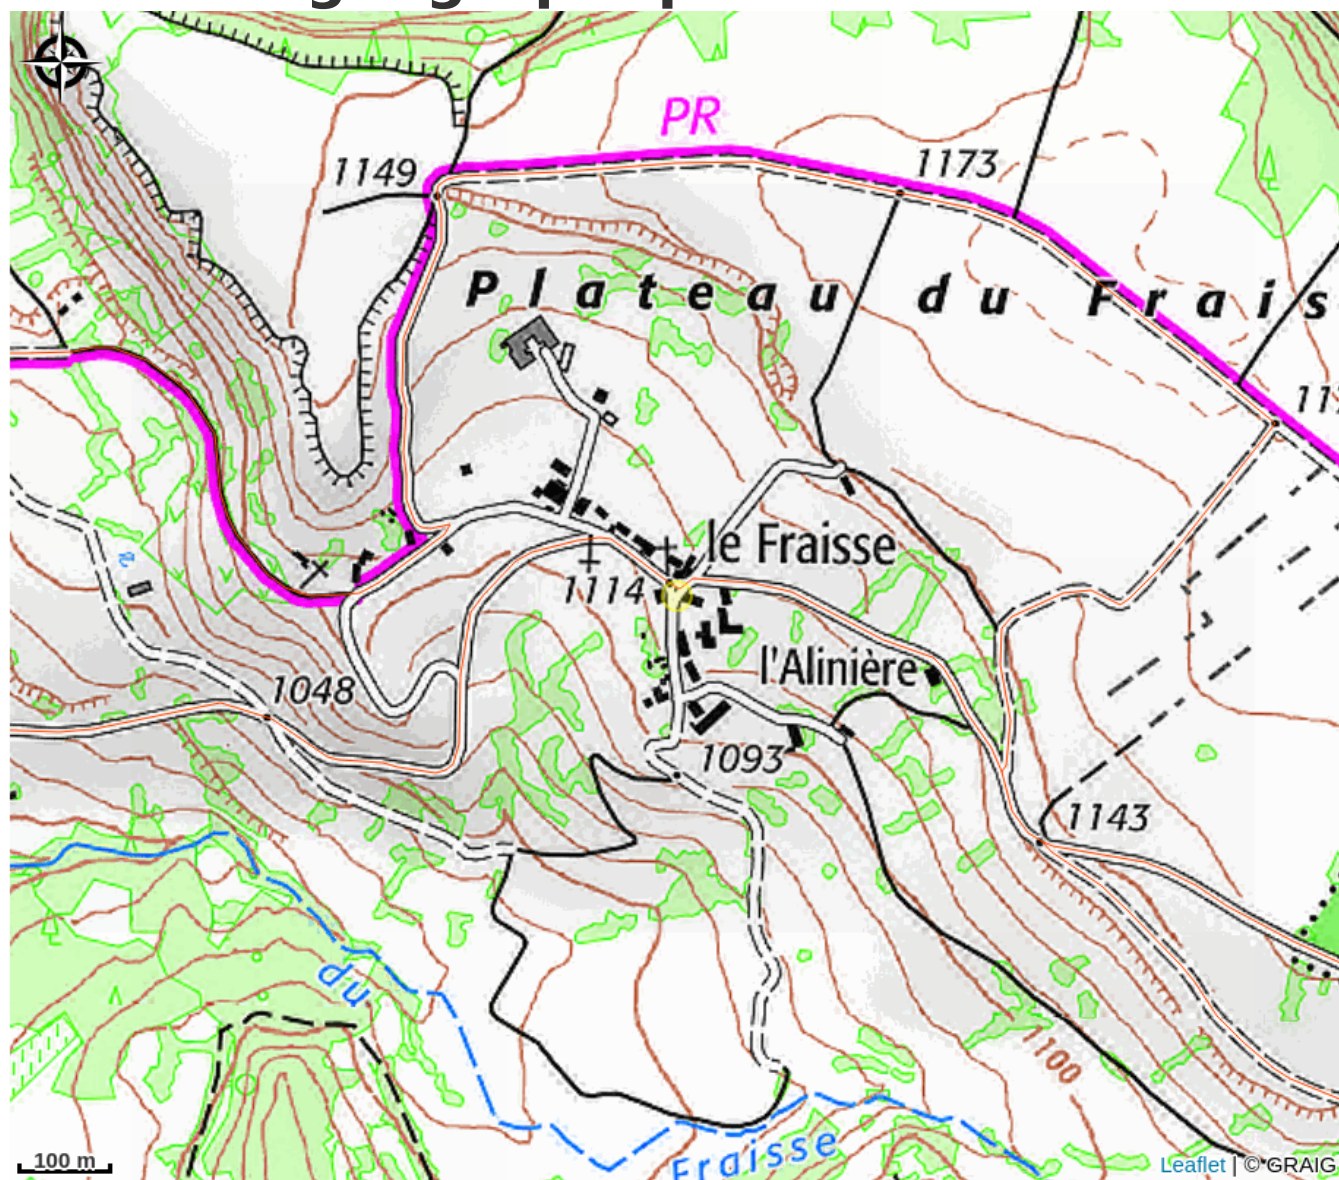 PR
1149
1173
Plateau du Frais
le Fraisse
1114
l'Alinière
1048
1093
1143
du
1100
Fraisse
100 m
Leaflet | © GRAIG